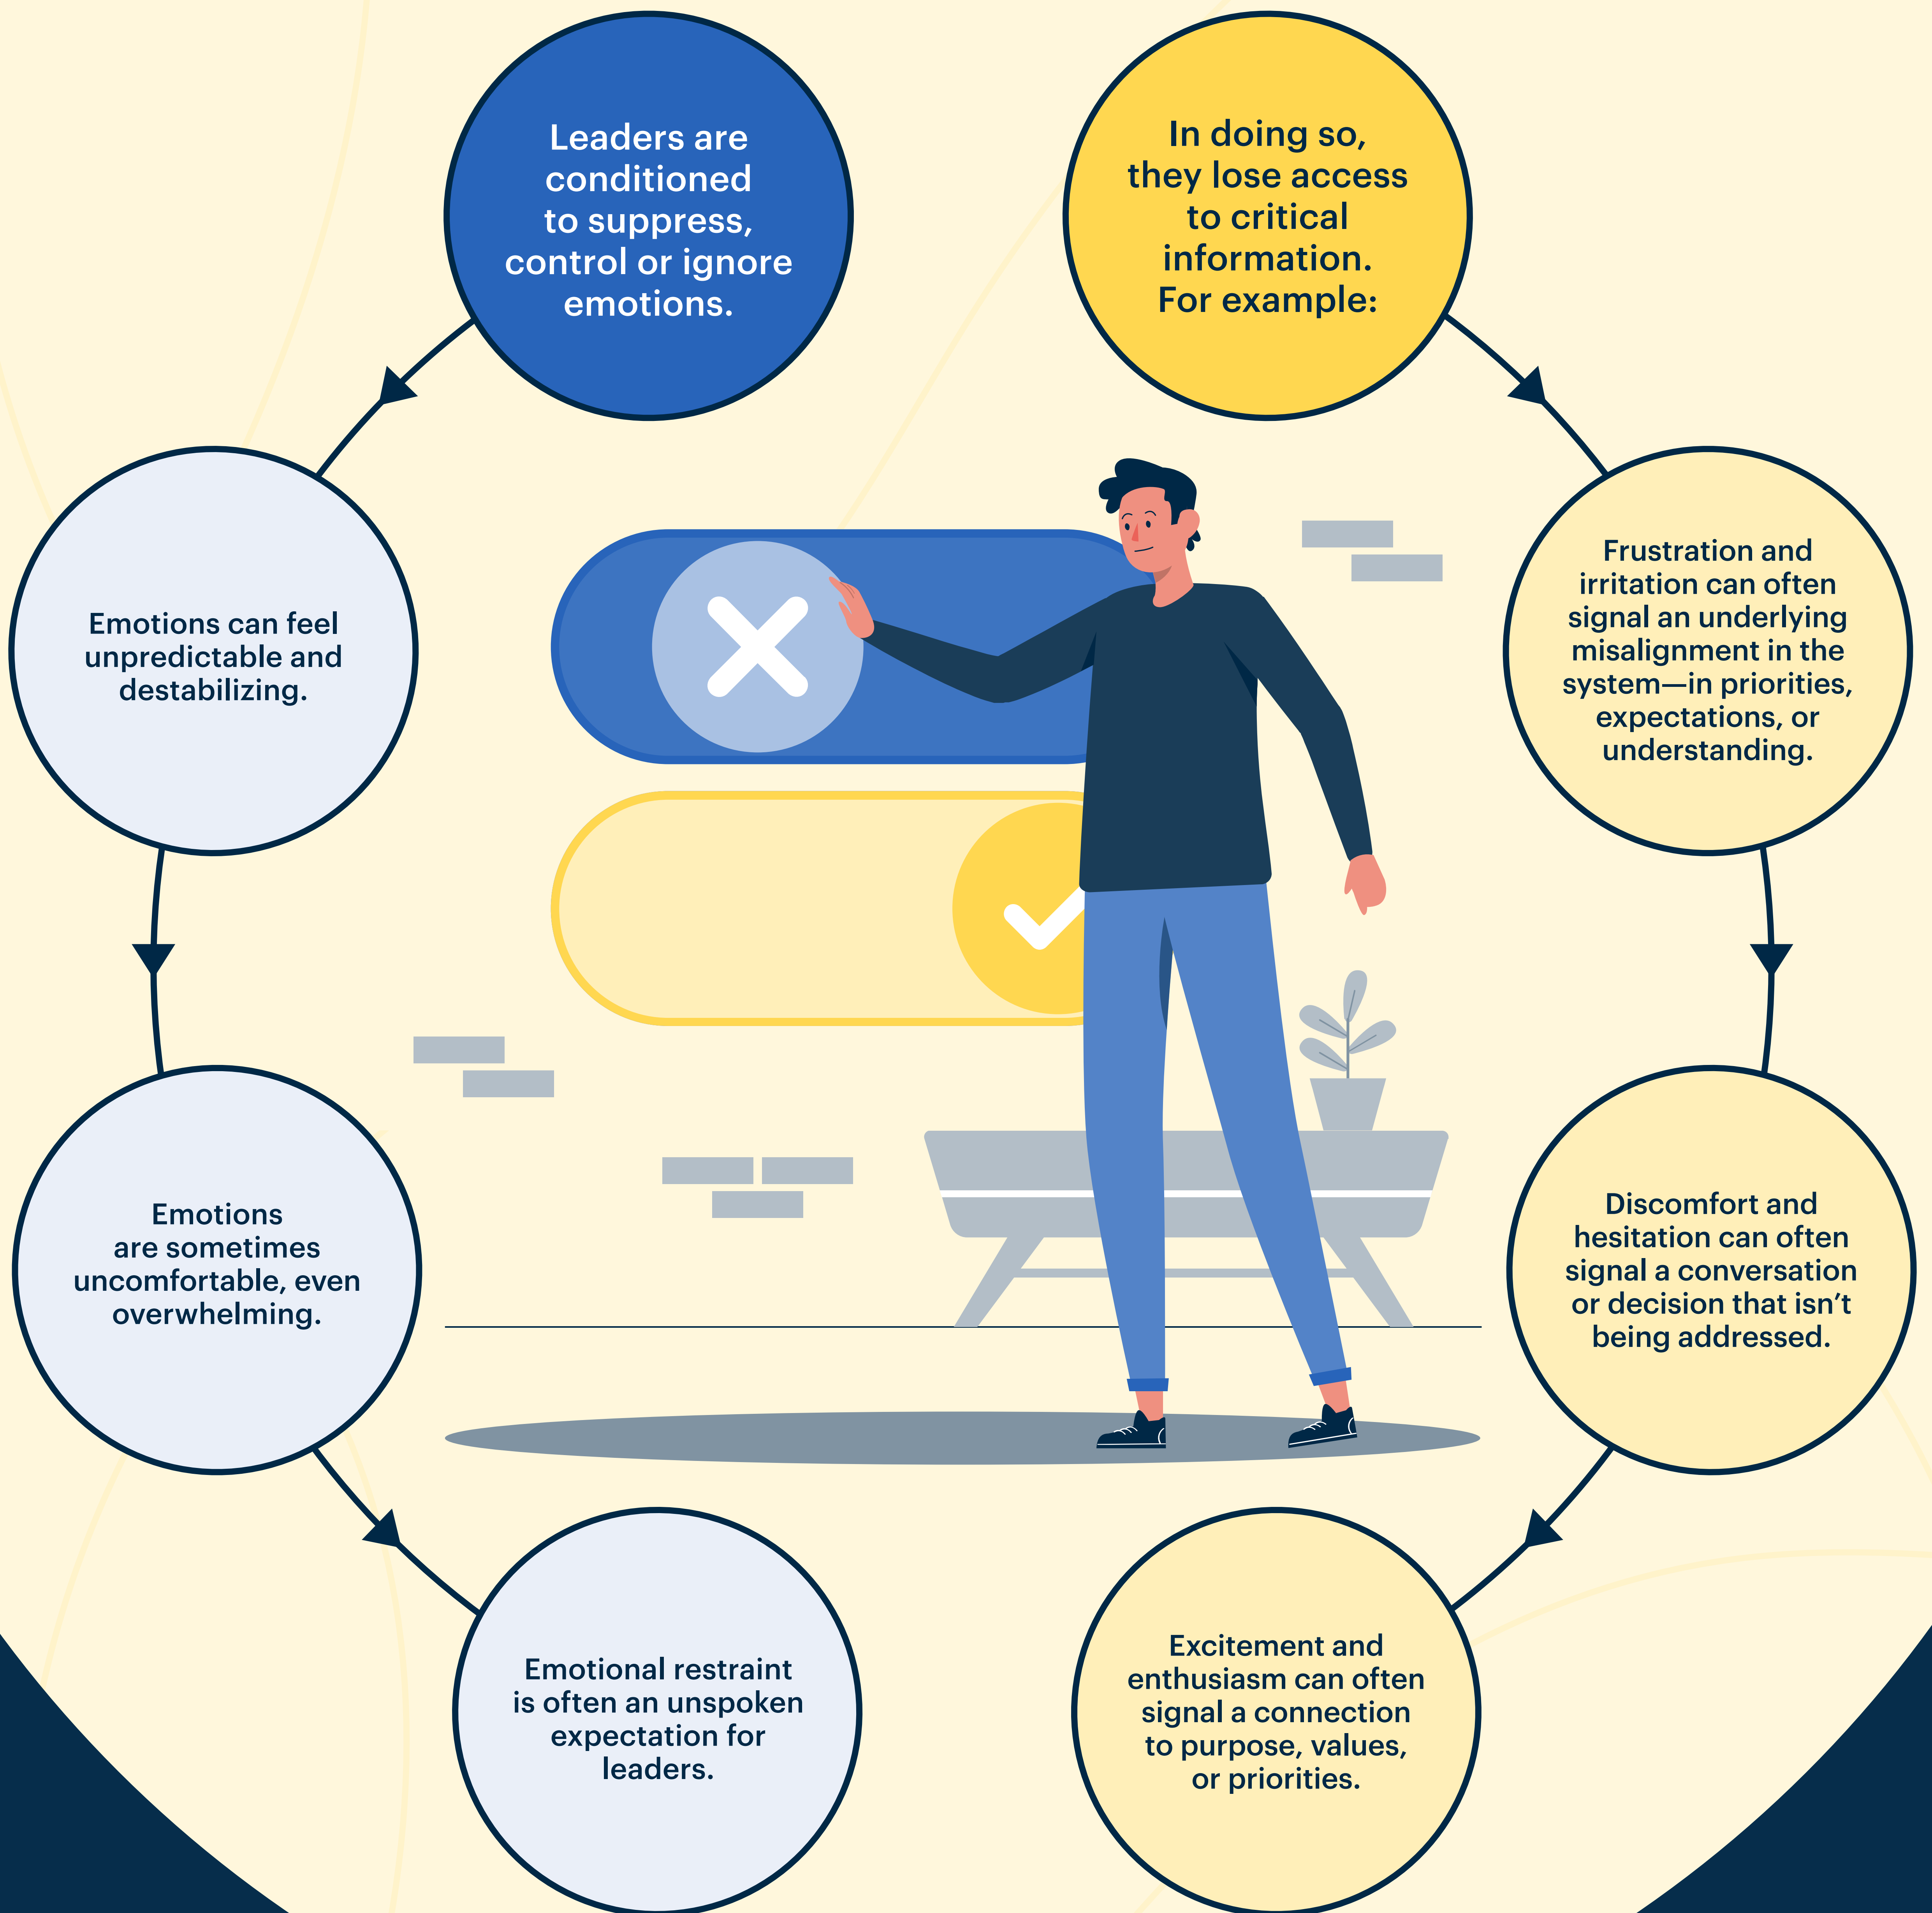 Leaders are
conditioned
to suppress,
control or ignore
emotions.
Emotions can feel
unpredictable and
destabilizing.
Emotions
are sometimes
uncomfortable, even
overwhelming.
Emotional restraint
is often an unspoken
expectation for
leaders.
In doing so,
they lose access
to critical
information.
For example:
Frustration and
irritation can often
signal an underlying
misalignment in the
system—in priorities,
expectations, or
understanding.
Discomfort and
hesitation can often
signal a conversation
or decision that isn’t
being addressed.
Excitement and
enthusiasm can often
signal a connection
to purpose, values,
or priorities.